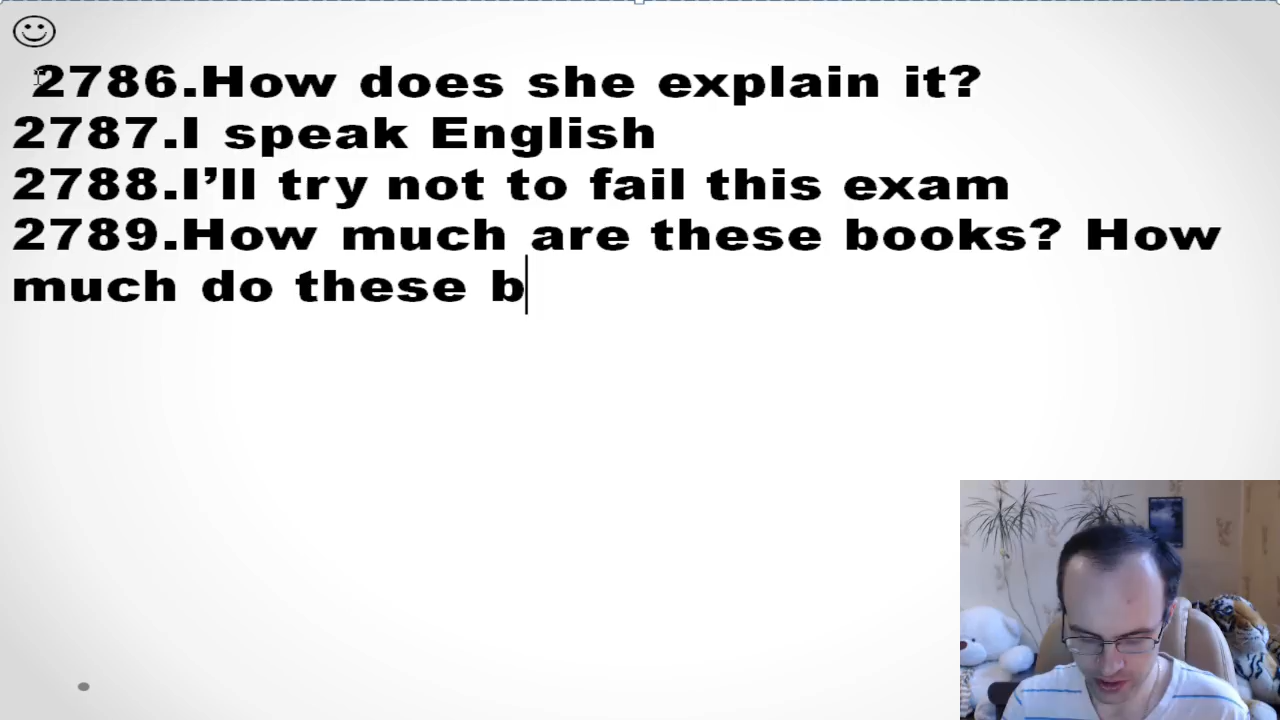 2786.How does she explain it?
2787.I speak English
2788.I’ll try not to fail this exam
2789.How much are these books? How
much do these b